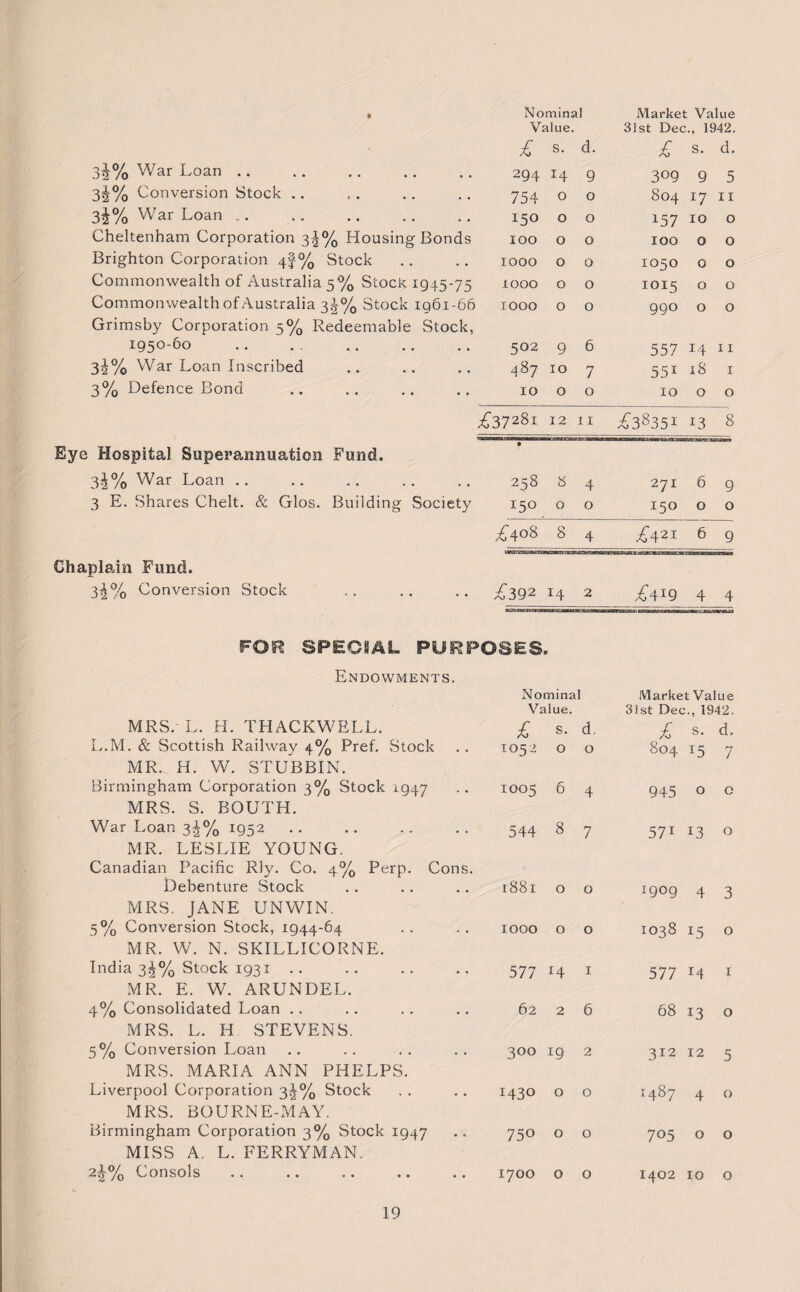 Nominal Market Value
Value. 31st Dec., 1942.
£ s. d. £ s. d.
3½% War Loan .. .. .. .. .. 294 14 9 309 9 5
3½% Conversion Stock .. .. .. .. 754 0 0 804 17 11
3½% War Loan .. .. .. .. .. 150 0 0 157 10 0
Cheltenham Corporation 3½% Housing Bonds 100 0 0 100 0 0
Brighton Corporation 4¾% Stock .. .. 1000 0 0 1050 0 0
Commonwealth of Australia 5% Stock 1945-75 1000 0 0 1015 0 0
Commonwealth of Australia 3½% Stock 1961-66 1000 0 0 990 0 0
Grimsby Corporation 5% Redeemable Stock,
1950-60 .. .. .. .. .. 502 9 6 557 14 11
3½% War Loan Inscribed .. .. .. 487 10 7 551 18 1
3% Defence Bond .. .. .. .. 10 0 0 10 0 0
£37281 12 11 £38351 13 8
Eye Hospital Superannuation Fund.
3½% War Loan .. .. .. .. .. 258 8 4 271 6 9
3 E. Shares Chelt. & Glos. Building Society 150 0 0 150 0 0
£408 8 4 £421 6 9
Chaplain Fund.
3½% Conversion Stock .. .. .. £392 14 2 £419 4 4
FOR SPECIAL PURPOSES.
ENDOWMENTS.
Nominal Market Value
Value. 31st Dec., 1942.
MRS. L. H. THACKWELL. £ s. d. £ s. d.
L.M. & Scottish Railway 4% Pref. Stock .. 1052 0 0 804 15 7
MR. H. W. STUBBIN.
Birmingham Corporation 3% Stock 1947 .. 1005 6 4 945 0 0
MRS. S. BOUTH.
War Loan 3½% 1952 .. .. .. .. 544 8 7 571 13 0
MR. LESLIE YOUNG.
Canadian Pacific Rly. Co. 4% Perp. Cons.
Debenture Stock .. .. .. 1881 0 0 1909 4 3
MRS. JANE UNWIN.
5% Conversion Stock, 1944-64 .. .. 1000 0 0 1038 15 0
MR. W. N. SKILLICORNE.
India 3½% Stock 1931 .. .. .. .. 577 14 1 577 14 1
MR. E. W. ARUNDEL.
4% Consolidated Loan .. .. .. .. 62 2 6 68 13 0
MRS. L. H STEVENS.
5% Conversion Loan .. .. .. .. 300 19 2 312 12 5
MRS. MARIA ANN PHELPS.
Liverpool Corporation 3½% Stock .. .. 1430 0 0 1487 4 0
MRS. BOURNE-MAY.
Birmingham Corporation 3% Stock 1947 .. 750 0 0 705 0 0
MISS A. L. FERRYMAN.
2½% Consols .. .. .. .. .. 1700 0 0 1402 10 0
19